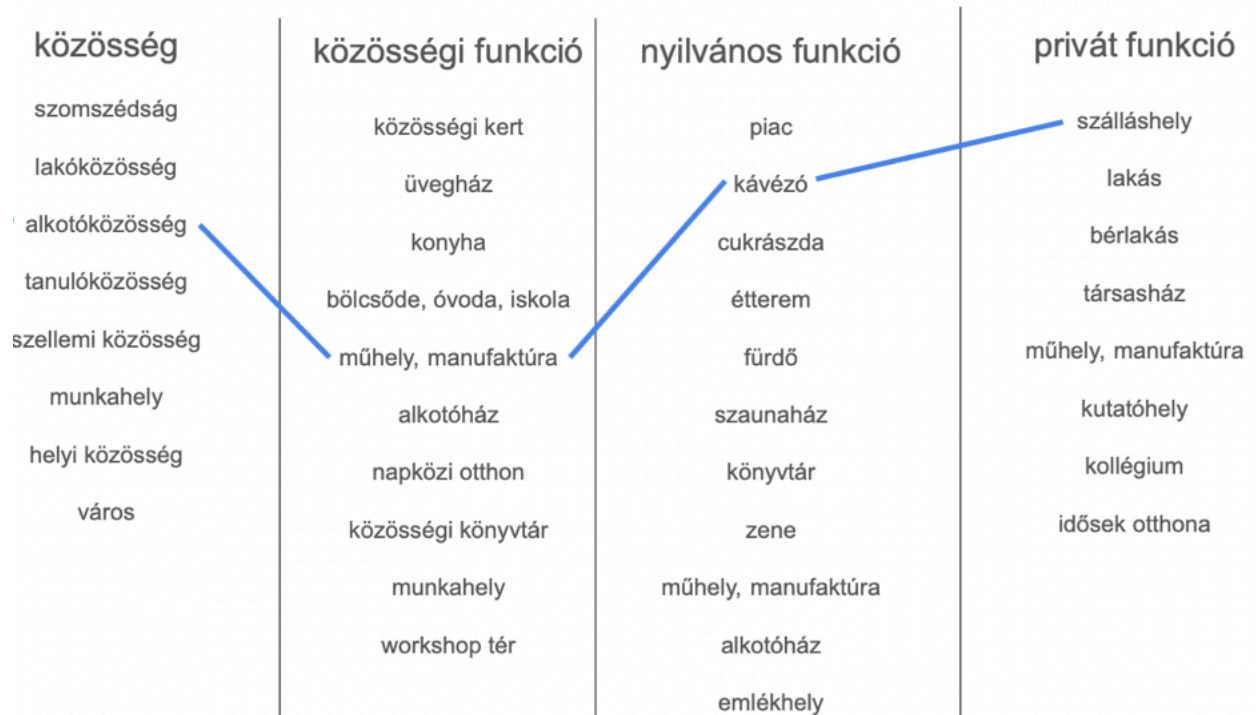 közösség
szomszédság
lakóközösség
alkotóközösség
tanulóközösség
szellemi közösség
munkahely
helyi közösség
város
közösségi funkció
közösségi kert
üvegház
konyha
bölcsőde, óvoda, iskola
műhely, manufaktúra
alkotóház
napközi otthon
közösségi könyvtár
munkahely
workshop tér
nyilvános funkció
piac
kávézó
cukrászda
étterem
fürdő
szaunaház
könyvtár
zene
műhely, manufaktúra
alkotóház
emlékhely
privát funkció
szálláshely
lakás
bérlakás
társasház
műhely, manufaktúra
kutatóhely
kollégium
idősek otthona